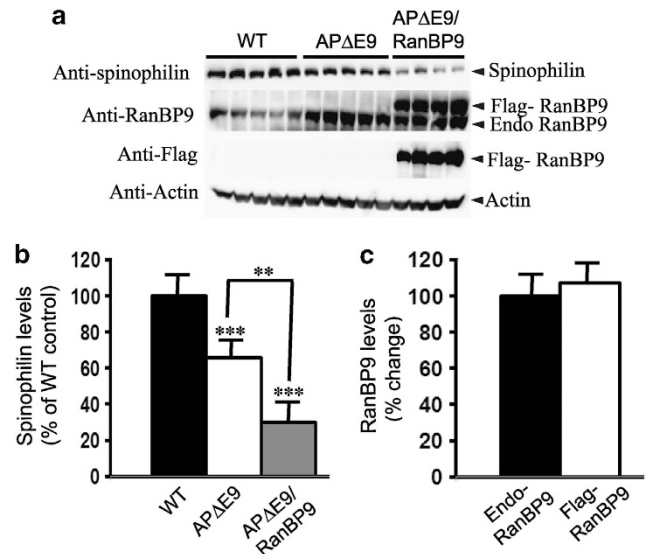 a
WT APΔE9 APΔE9/
RanBP9
Anti-spinophilin Spinophilin
Anti-RanBP9 Flag- RanBP9
Endo RanBP9
Anti-Flag Flag- RanBP9
Anti-Actin Actin
b
Spinophilin levels
(% of WT control)
120
100
80
60
40
20
0
**
***
***
WT
APΔE9
APΔE9/
RanBP9
c
RanBP9 levels
(% change)
120
100
80
60
40
20
0
Endo-
RanBP9
Flag-
RanBP9